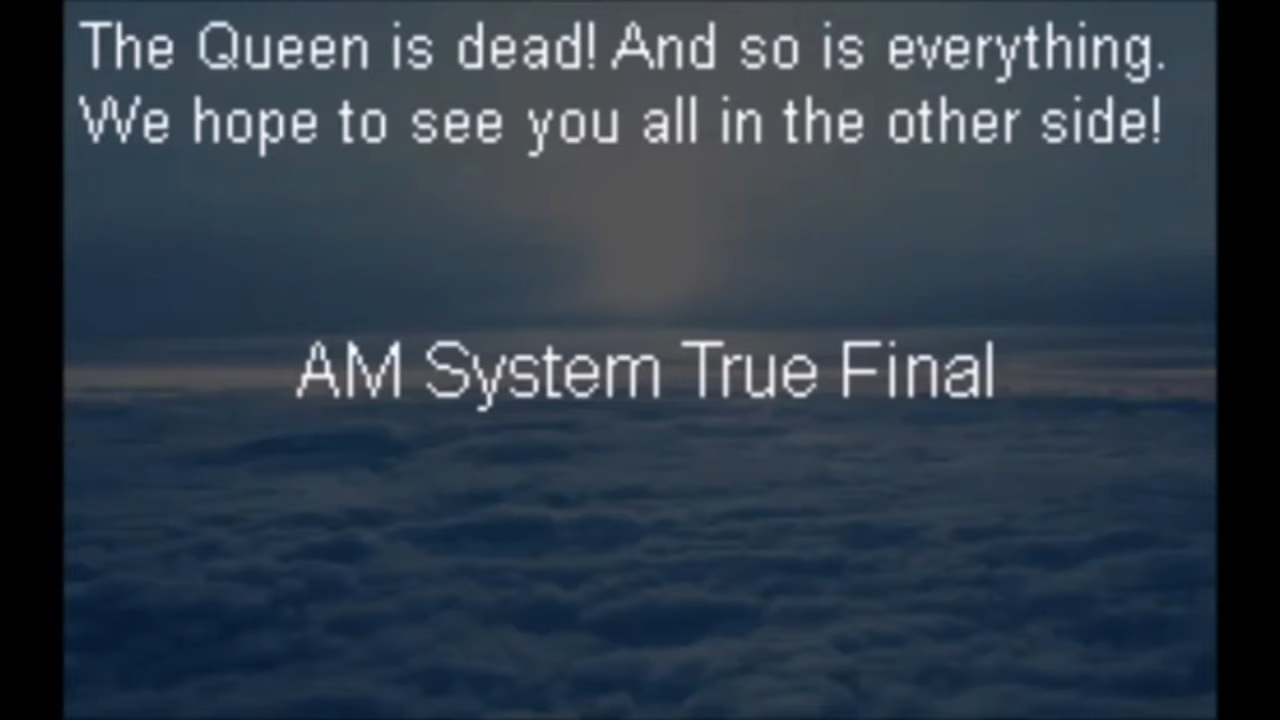 The Queen is dead! And so is everything.
We hope to see you all in the other side!
AM System True Final